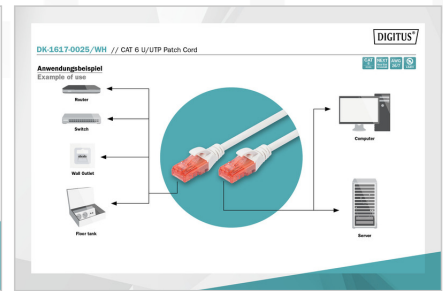 DIGITUS®
DK-1617-0025/WH // CAT 6 U/UTP Patch Cord
Anwendungsbeispiel
Example of use
CAT
Router
Switch
Wall Outlet
Floor tank
Computer
Server